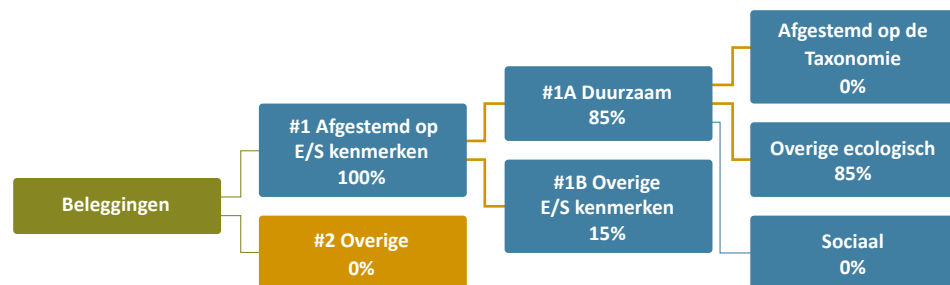 Beleggingen
#1 Afgestemd op
E/S kenmerken
100%
#2 Overige
0%
#1A Duurzaam
85%
#1B Overige
E/S kenmerken
15%
Afgestemd op de
Taxonomie
0%
Overige ecologisch
85%
Sociaal
0%